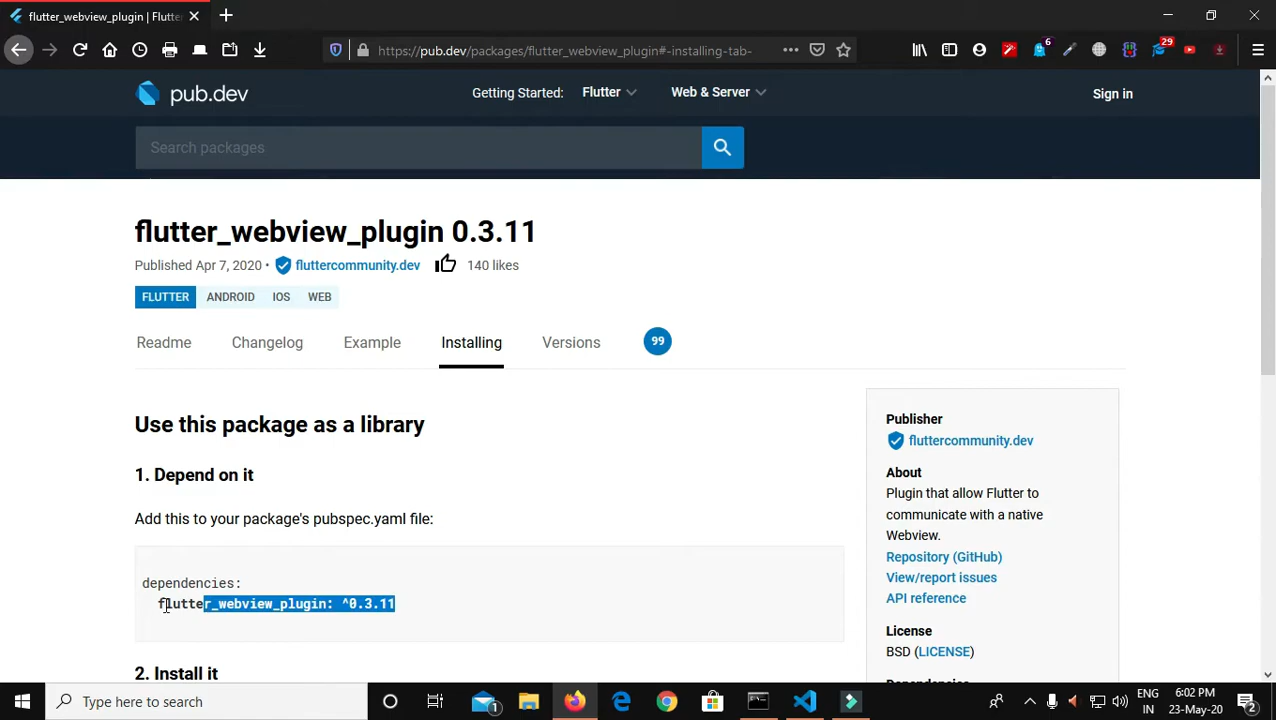 flutter_webview_plugin | Flutter
https://pub.dev/packages/flutter_webview_plugin#-installing-tab-
6
29
pub.dev
Getting Started:
Flutter
Web & Server
Sign in
Search packages
flutter_webview_plugin 0.3.11
Published Apr 7, 2020 • fluttercommunity.dev 140 likes
FLUTTER ANDROID IOS WEB
Readme Changelog Example Installing Versions 99
Use this package as a library
1. Depend on it
Add this to your package's pubspec.yaml file:
dependencies:
flutter_webview_plugin: ^0.3.11
2. Install it
Publisher
fluttercommunity.dev
About
Plugin that allow Flutter to
communicate with a native
Webview.
Repository (GitHub)
View/report issues
API reference
License
BSD (LICENSE)
Dependencies
Type here to search
1
ENG
IN
6:02 PM
23-May-20
2